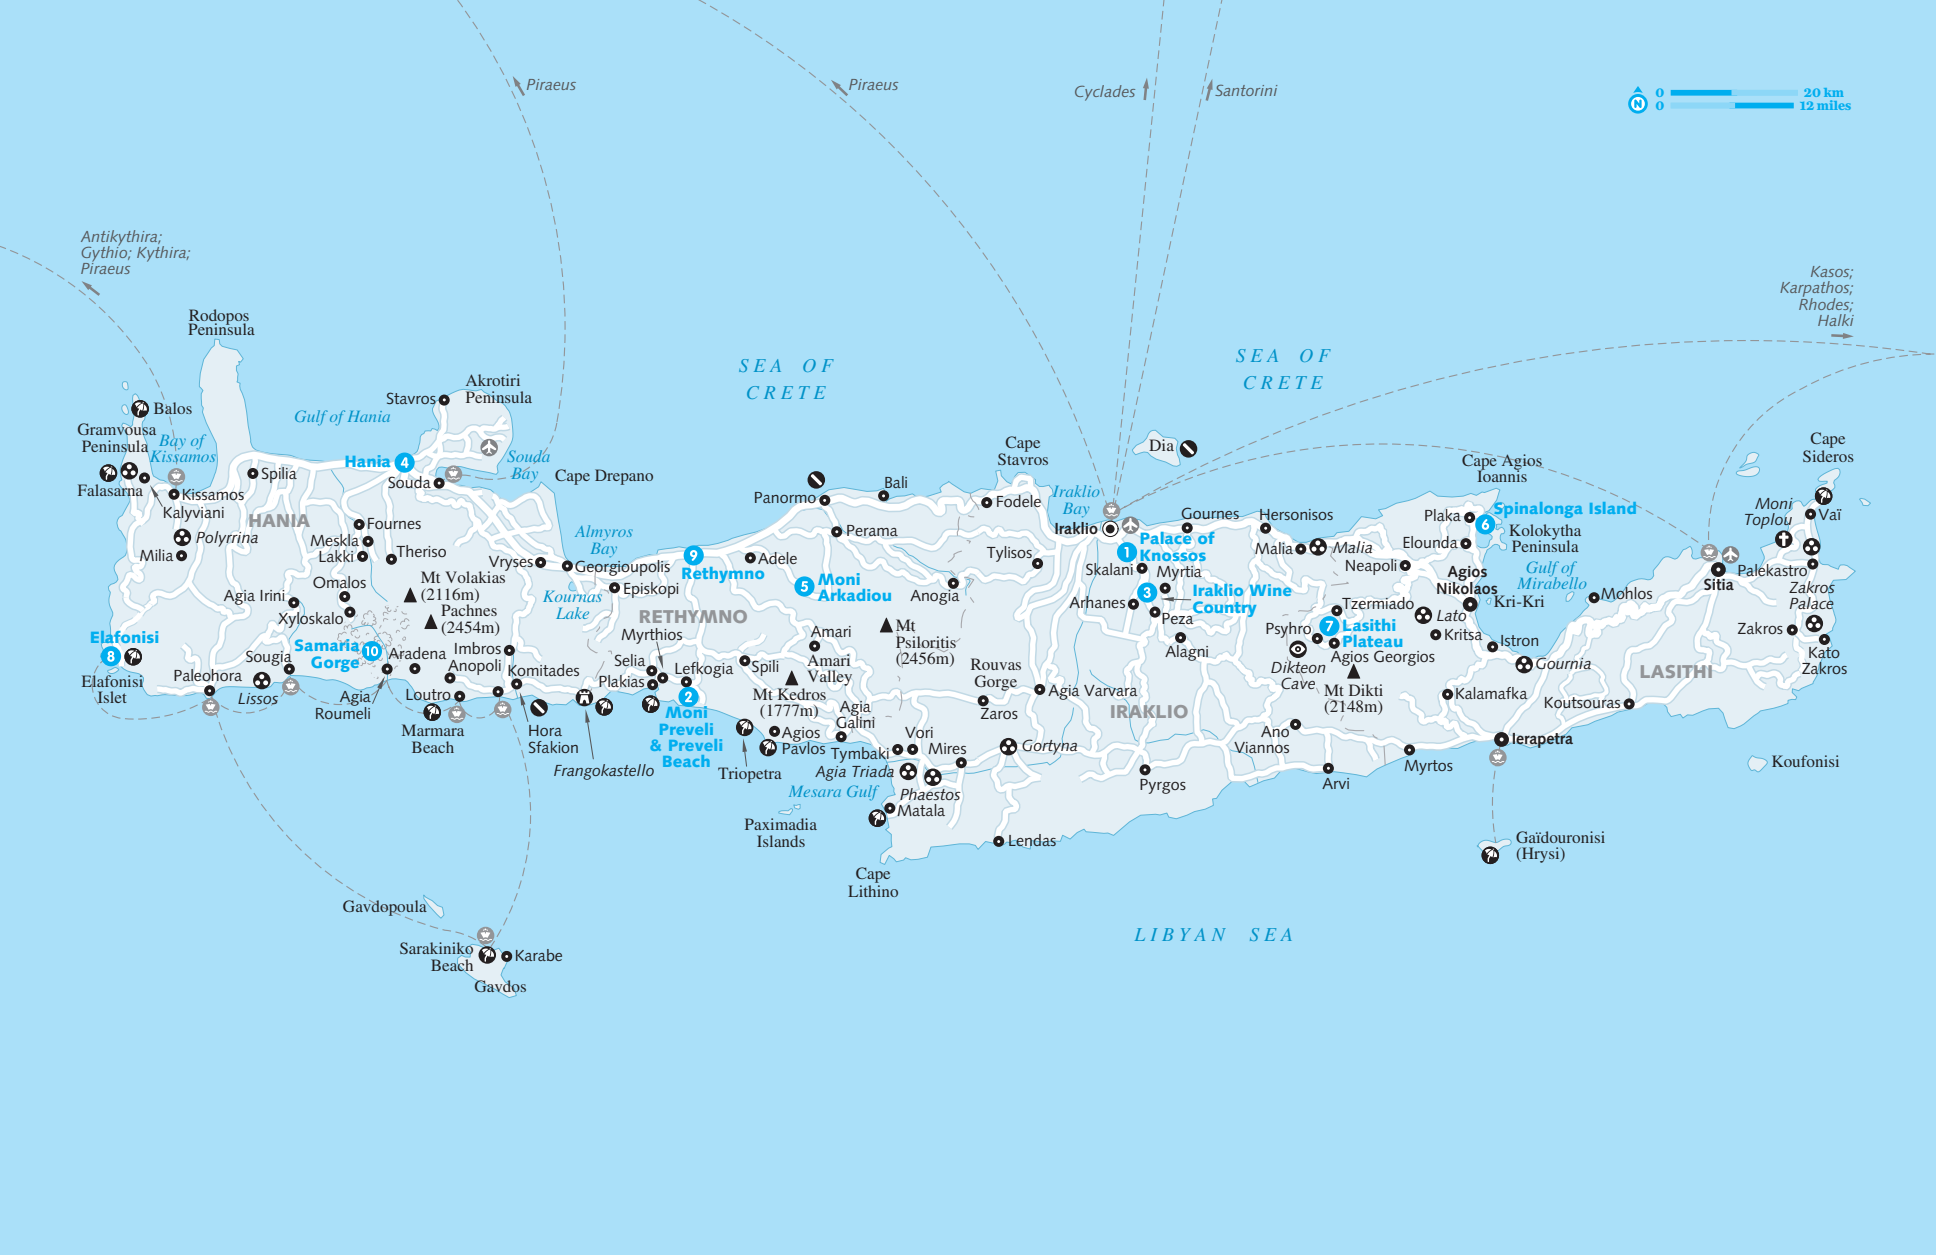 Piraeus
Piraeus
Cyclades
Santorini
N
0
20 km
0
12 miles
Antikythira;
Gythio; Kythira;
Piraeus
Kasos;
Karpathos;
Rhodes;
Halki
Rodopos
Peninsula
SEA OF
CRETE
SEA OF
CRETE
Akrotiri
Peninsula
Stavros
Gulf of Hania
Balos
Gramvousa
Peninsula
Bay of
Kissamos
Falasarna
Kissamos
Kalyviani
Spilia
Hania
4
Souda
Souda
Bay
Cape Drepano
HANIA
Polyrrina
Milia
Fournes
Meskla
Lakki
Theriso
Omalos
Mt Volakias
(2116m)
Pachnes
(2454m)
Agia Irini
Xyloskalo
Vryses
Almyros
Bay
Georgioupolis
Kournas
Lake
Episkopi
Elafonisi
8
Elafonisi
Islet
Samaria
Gorge
10
Sougia
Paleohora
Lissos
Aradena
Anopoli
Imbros
Komitades
Agia
Roumeli
Loutro
Marmara
Beach
Hora
Sfakion
Frangokastello
9
Rethymno
RETHYMNO
Adele
5
Moni
Arkadiou
Panormo
Bali
Perama
Fodele
Cape
Stavros
Tylisos
Anogia
Myrthios
Selia
Plakias
Lefkogia
Spili
2
Moni
Preveli
& Preveli
Beach
Amari
Amari
Valley
Mt
Psiloritis
(2456m)
Mt Kedros
(1777m)
Triopetra
Agios
Pavlos
Agia
Galini
Tymbaki
Vori
Mires
Agia Triada
Phaestos
Mesara Gulf
Matala
Paximadia
Islands
Cape
Lithino
Rouvas
Gorge
Zaros
Agia Varvara
Gortyna
Lendas
Dia
Iraklio
Bay
Iraklio
1
Palace of
Knossos
Skalani
Myrtia
3
Iraklio Wine
Country
Arhanes
Peza
Alagni
IRAKLIO
Pyrgos
Gournes
Hersonisos
Malia
Malia
Neapoli
Tzermiado
7
Lasithi
Plateau
Psyhro
Agios Georgios
Dikteon
Cave
Mt Dikti
(2148m)
Ano
Viannos
Arvi
Myrtos
Cape Agios
Ioannis
Plaka
6
Spinalonga Island
Elounda
Kolokytha
Peninsula
Agios
Nikolaos
Gulf of
Mirabello
Kri-Kri
Lato
Kritsa
Istron
Gournia
Kalamafka
Ierapetra
Koutsouras
Mohlos
LASITHI
Sitia
Cape
Sideros
Moni
Toplou
Vaï
Palekastro
Zakros
Palace
Zakros
Kato
Zakros
Koufonisi
Gaïdouronisi
(Hrysi)
LIBYAN SEA
Gavdopoula
Sarakiniko
Beach
Karabe
Gavdos